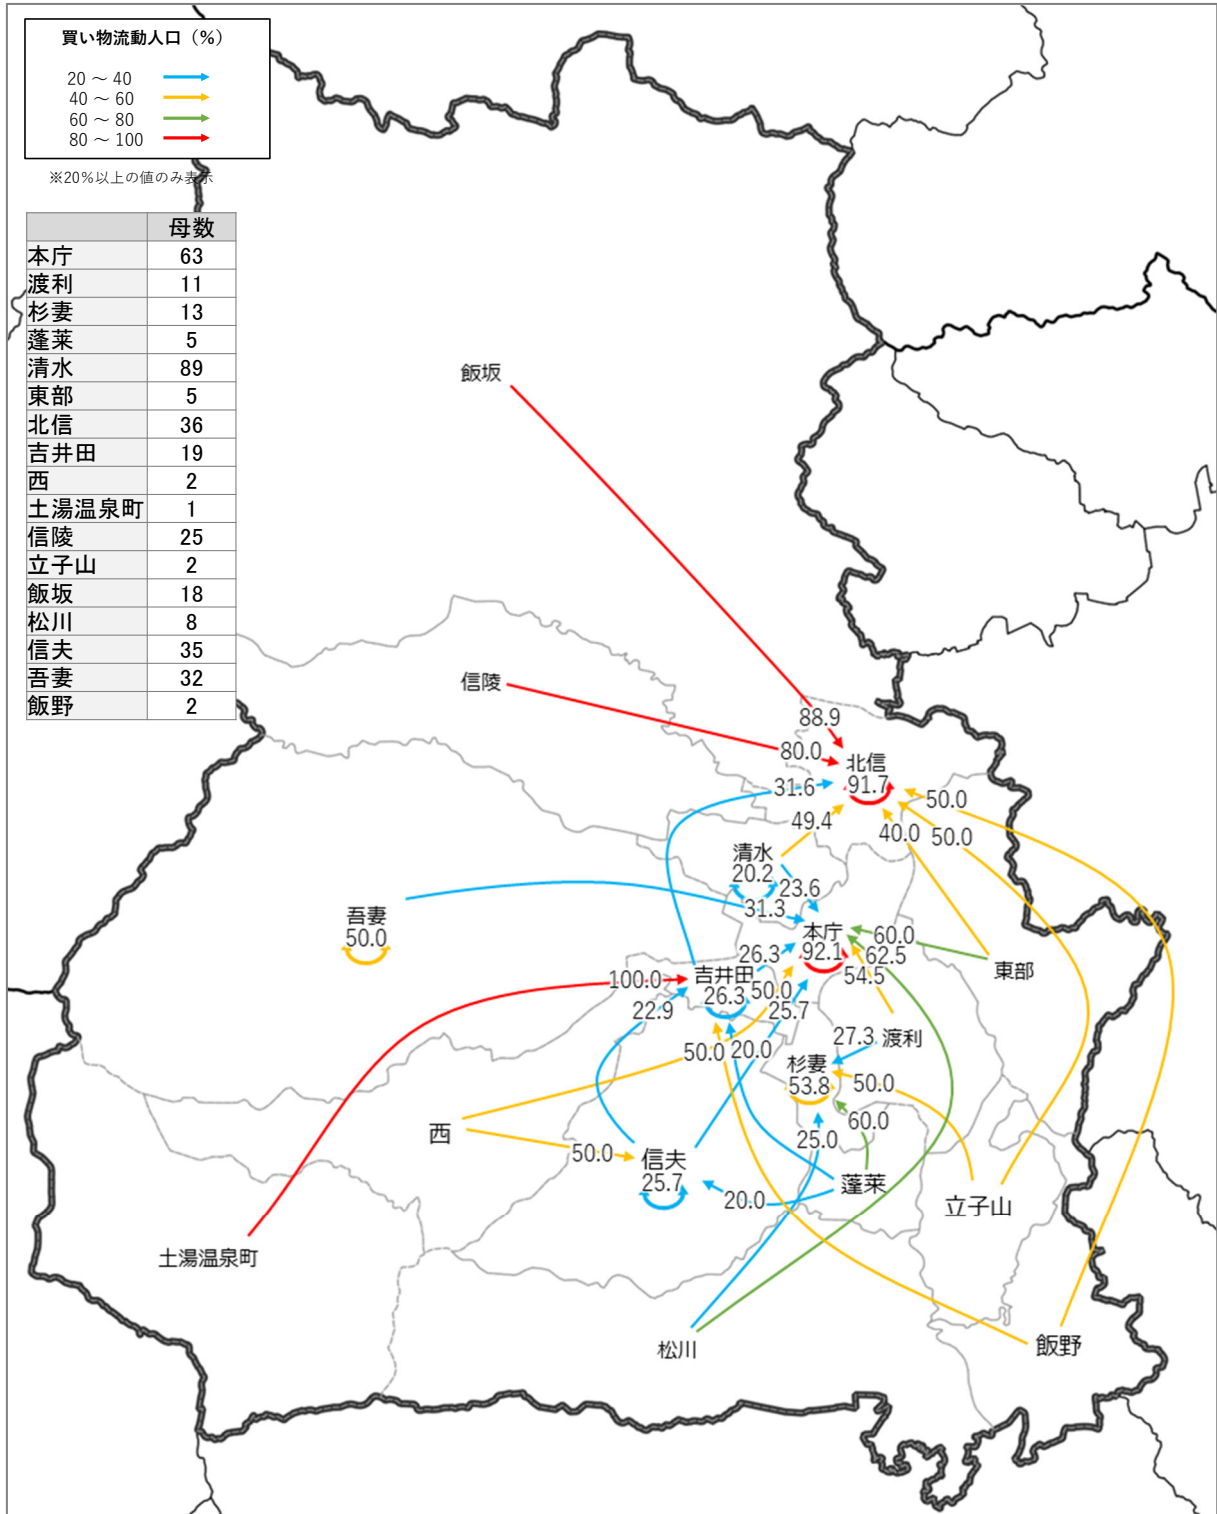 買い物流動人口（%）
20 ～ 40
40 ～ 60
60 ～ 80
80 ～ 100
※20%以上の値のみ表示
母数
本庁 63
渡利 11
杉妻 13
蓬莱 5
清水 89
東部 5
北信 36
吉井田 19
西 2
土湯温泉町 1
信陵 25
立子山 2
飯坂 18
松川 8
信夫 35
吾妻 32
飯野 2
飯坂
信陵
88.9
80.0
北信
91.7
31.6
50.0
49.4
40.0
50.0
清水
20.2
23.6
31.3
吾妻
50.0
本庁
92.1
60.0
62.5
54.5
東部
26.3
吉井田
26.3
50.0
25.7
100.0
22.9
27.3
渡利
50.0
20.0
杉妻
53.8
50.0
60.0
25.0
西
50.0
信夫
25.7
20.0
蓬莱
立子山
土湯温泉町
松川
飯野